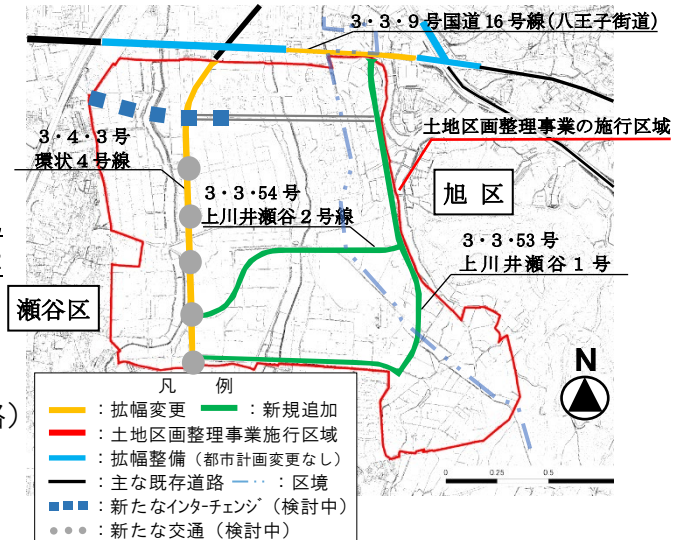 3・3・9号国道16号線(八王子街道)
土地区画整理事業の施行区域
3・4・3号
環状4号線
旭 区
3・3・54号
上川井瀬谷2号線
3・3・53号
上川井瀬谷1号
瀬谷区
N
凡 例
:拡幅変更
:新規追加
:土地区画整理事業施行区域
:拡幅整備(都市計画変更なし)
:主な既存道路
:区境
:新たなインターチェンジ(検討中)
:新たな交通(検討中)
0 0.25 0.5